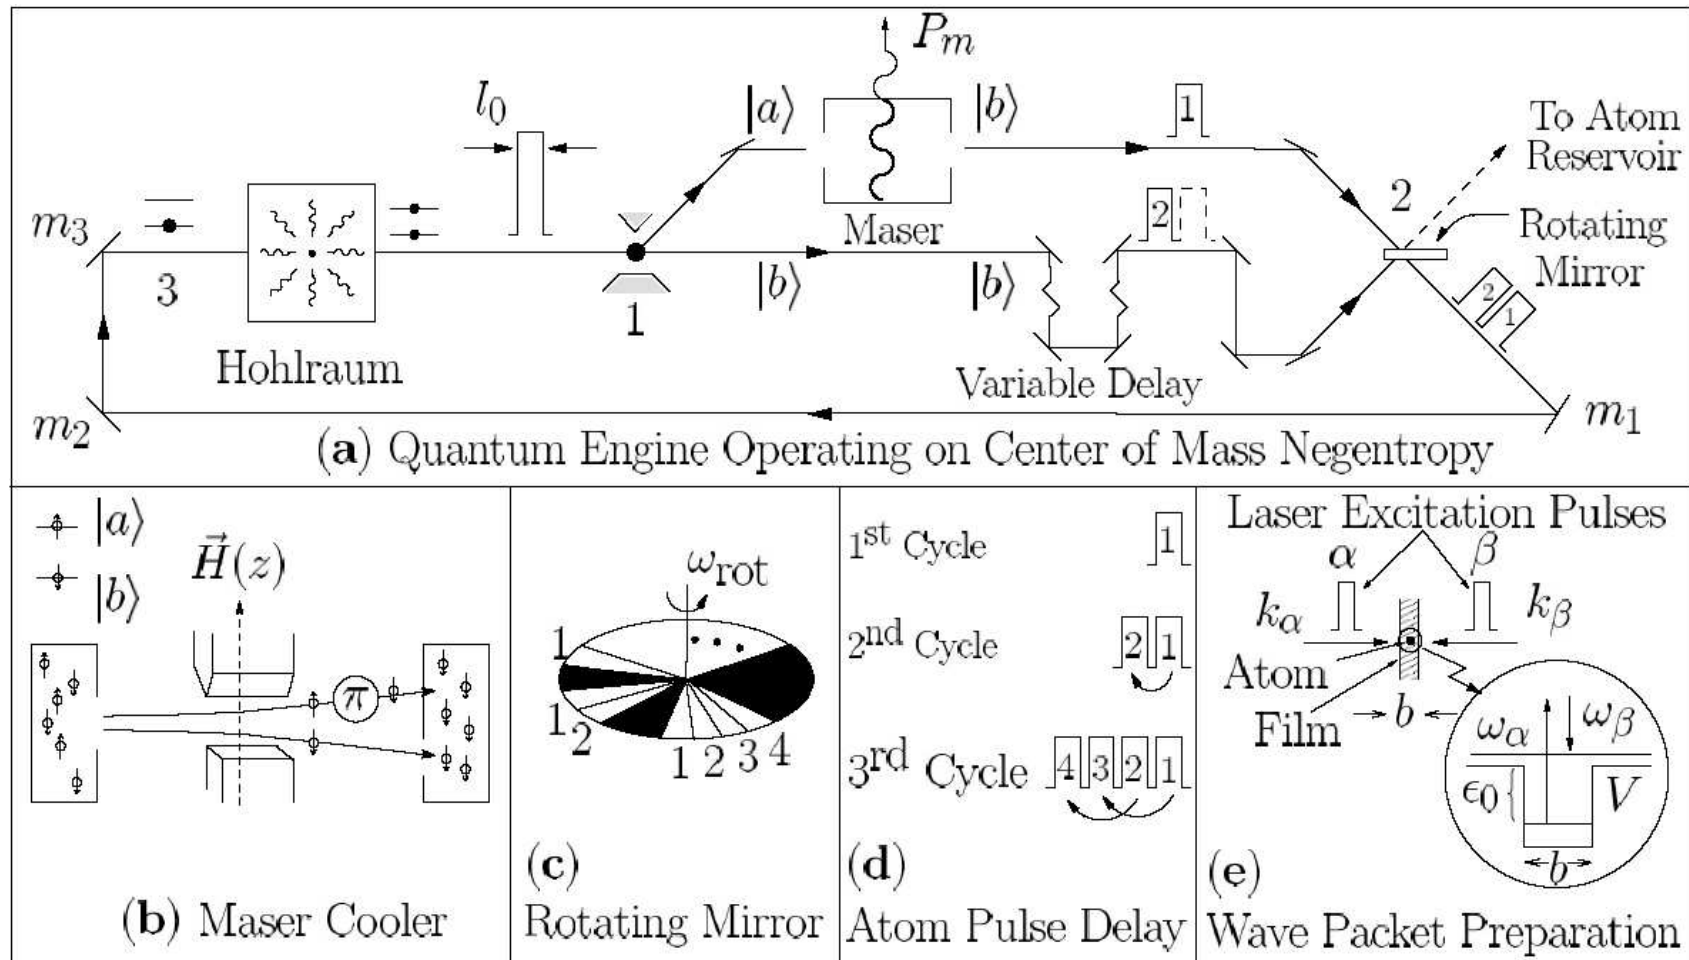 P_m
l_0
|a⟩
|b⟩
1
To Atom
Reservoir
m_3
2
2
Rotating
Mirror
Maser
3
1
|b⟩
|b⟩
2
1
Hohlraum
Variable Delay
m_2
m_1
(a) Quantum Engine Operating on Center of Mass Negentropy
|a⟩
|b⟩
H⃗(z)
π
(b) Maser Cooler
ω_rot
1
1
2
1
2
3
4
(c)
Rotating Mirror
1st Cycle
1
2nd Cycle
2 1
3rd Cycle
4 3 2 1
(d)
Atom Pulse Delay
Laser Excitation Pulses
α
β
k_α
k_β
Atom
Film
b
ω_α
ω_β
ϵ_0
V
b
(e)
Wave Packet Preparation